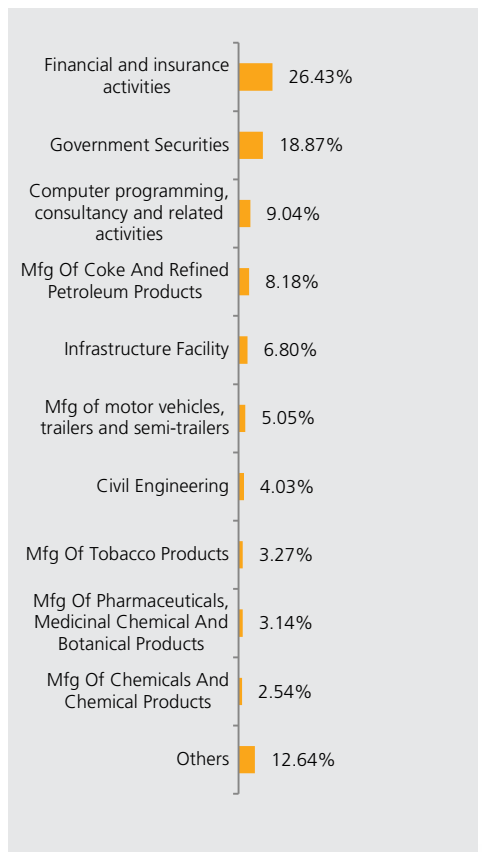 Financial and insurance
activities
26.43%
Government Securities
18.87%
Computer programming,
consultancy and related
activities
9.04%
Mfg Of Coke And Refined
Petroleum Products
8.18%
Infrastructure Facility
6.80%
Mfg of motor vehicles,
trailers and semi-trailers
5.05%
Civil Engineering
4.03%
Mfg Of Tobacco Products
3.27%
Mfg Of Pharmaceuticals,
Medicinal Chemical And
Botanical Products
3.14%
Mfg Of Chemicals And
Chemical Products
2.54%
Others
12.64%